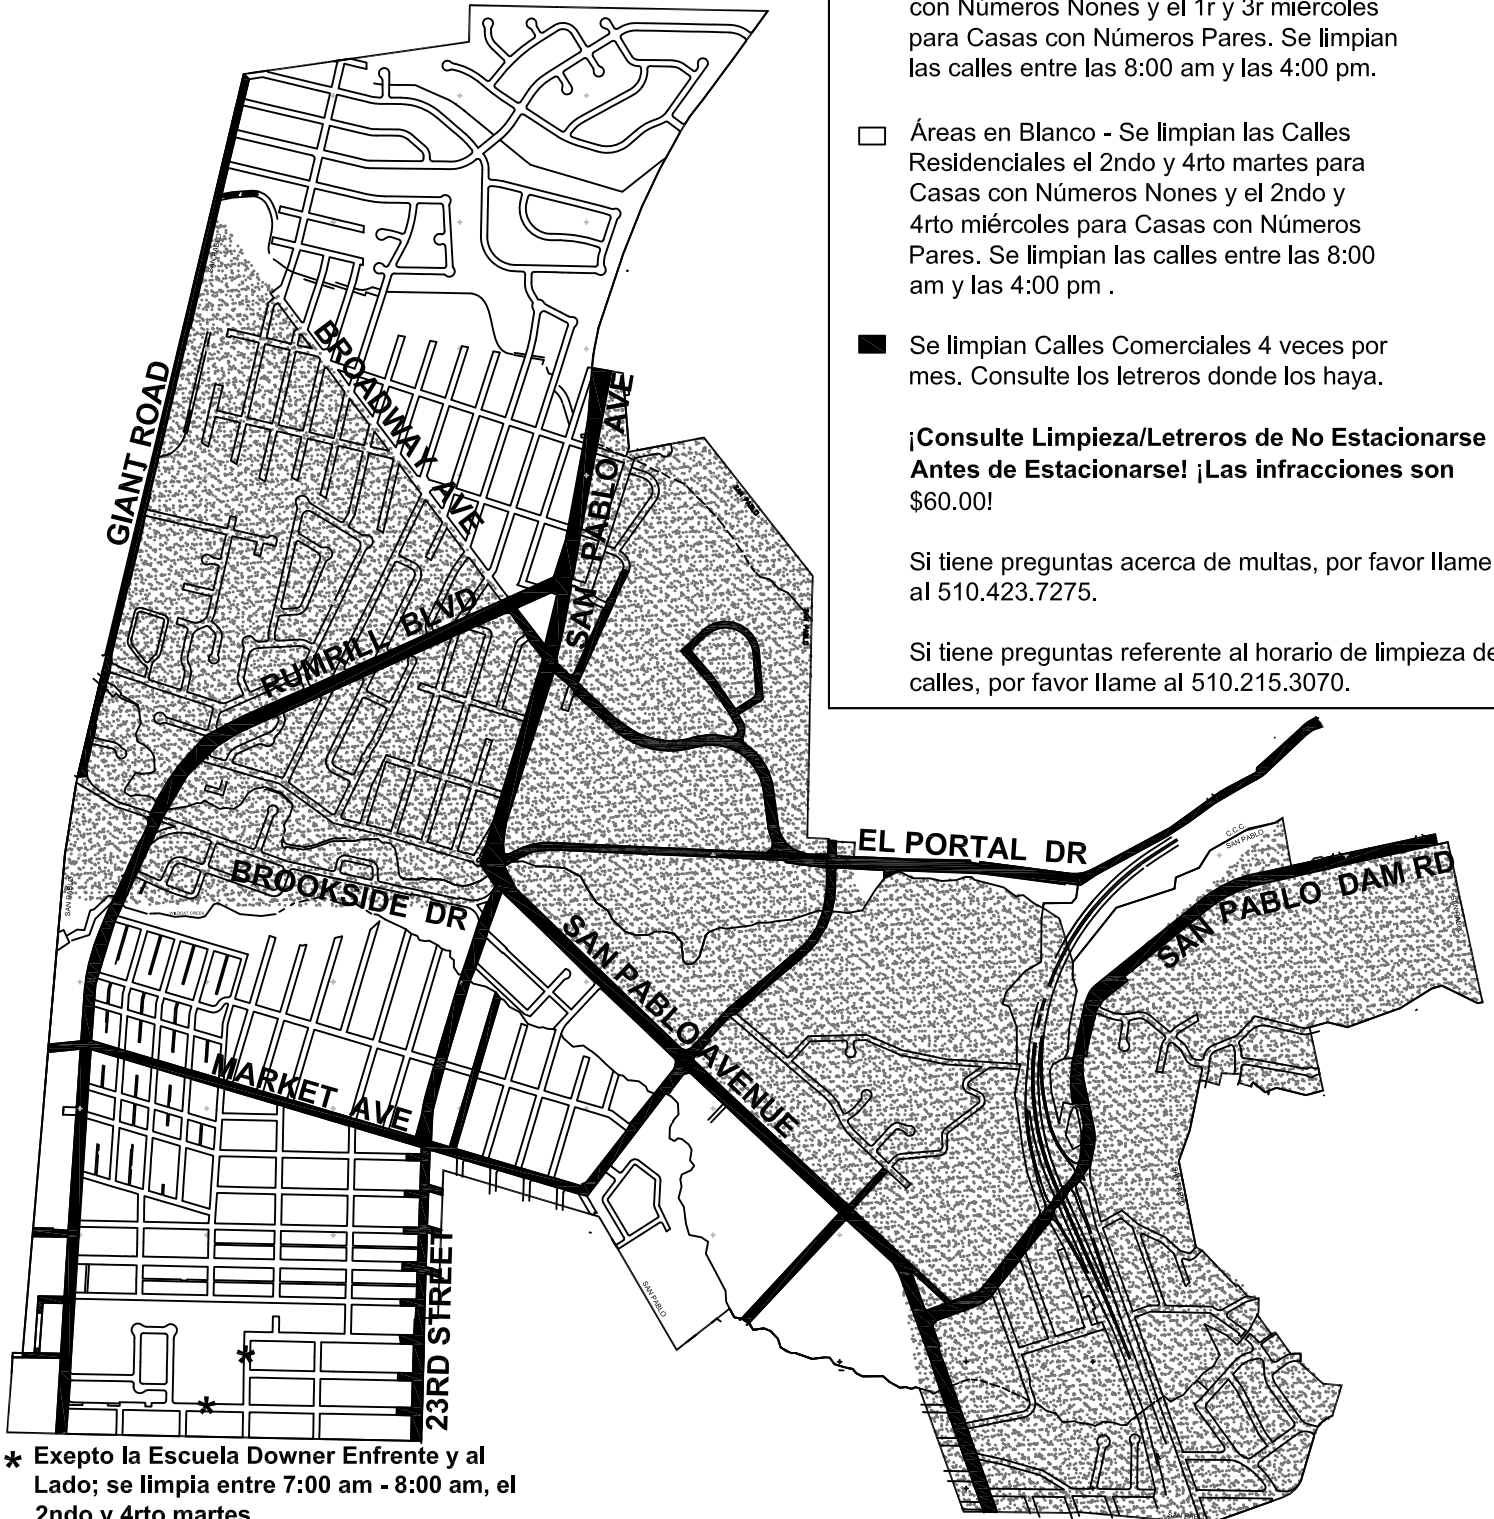 con Números Nones y el 1r y 3r miércoles
para Casas con Números Pares. Se limpian
las calles entre las 8:00 am y las 4:00 pm.
Áreas en Blanco - Se limpian las Calles
Residenciales el 2ndo y 4rto martes para
Casas con Números Nones y el 2ndo y
4rto miércoles para Casas con Números
Pares. Se limpian las calles entre las 8:00
am y las 4:00 pm .
Se limpian Calles Comerciales 4 veces por
mes. Consulte los letreros donde los haya.
¡Consulte Limpieza/Letreros de No Estacionarse
Antes de Estacionarse! ¡Las infracciones son
$60.00!
Si tiene preguntas acerca de multas, por favor llame
al 510.423.7275.
Si tiene preguntas referente al horario de limpieza de
calles, por favor llame al 510.215.3070.
GIANT ROAD
BROADWAY AVE
SAN PABLO AVE
RUMRILL BLVD
EL PORTAL DR
C.C.C.
SAN PABLO
SAN PABLO DAM RD
BROOKSIDE DR
WILDCAT CREEK
SAN PABLO AVENUE
MARKET AVE
SAN PABLO
23RD STREET
* Exepto la Escuela Downer Enfrente y al
Lado; se limpia entre 7:00 am - 8:00 am, el
2ndo y 4rto martes